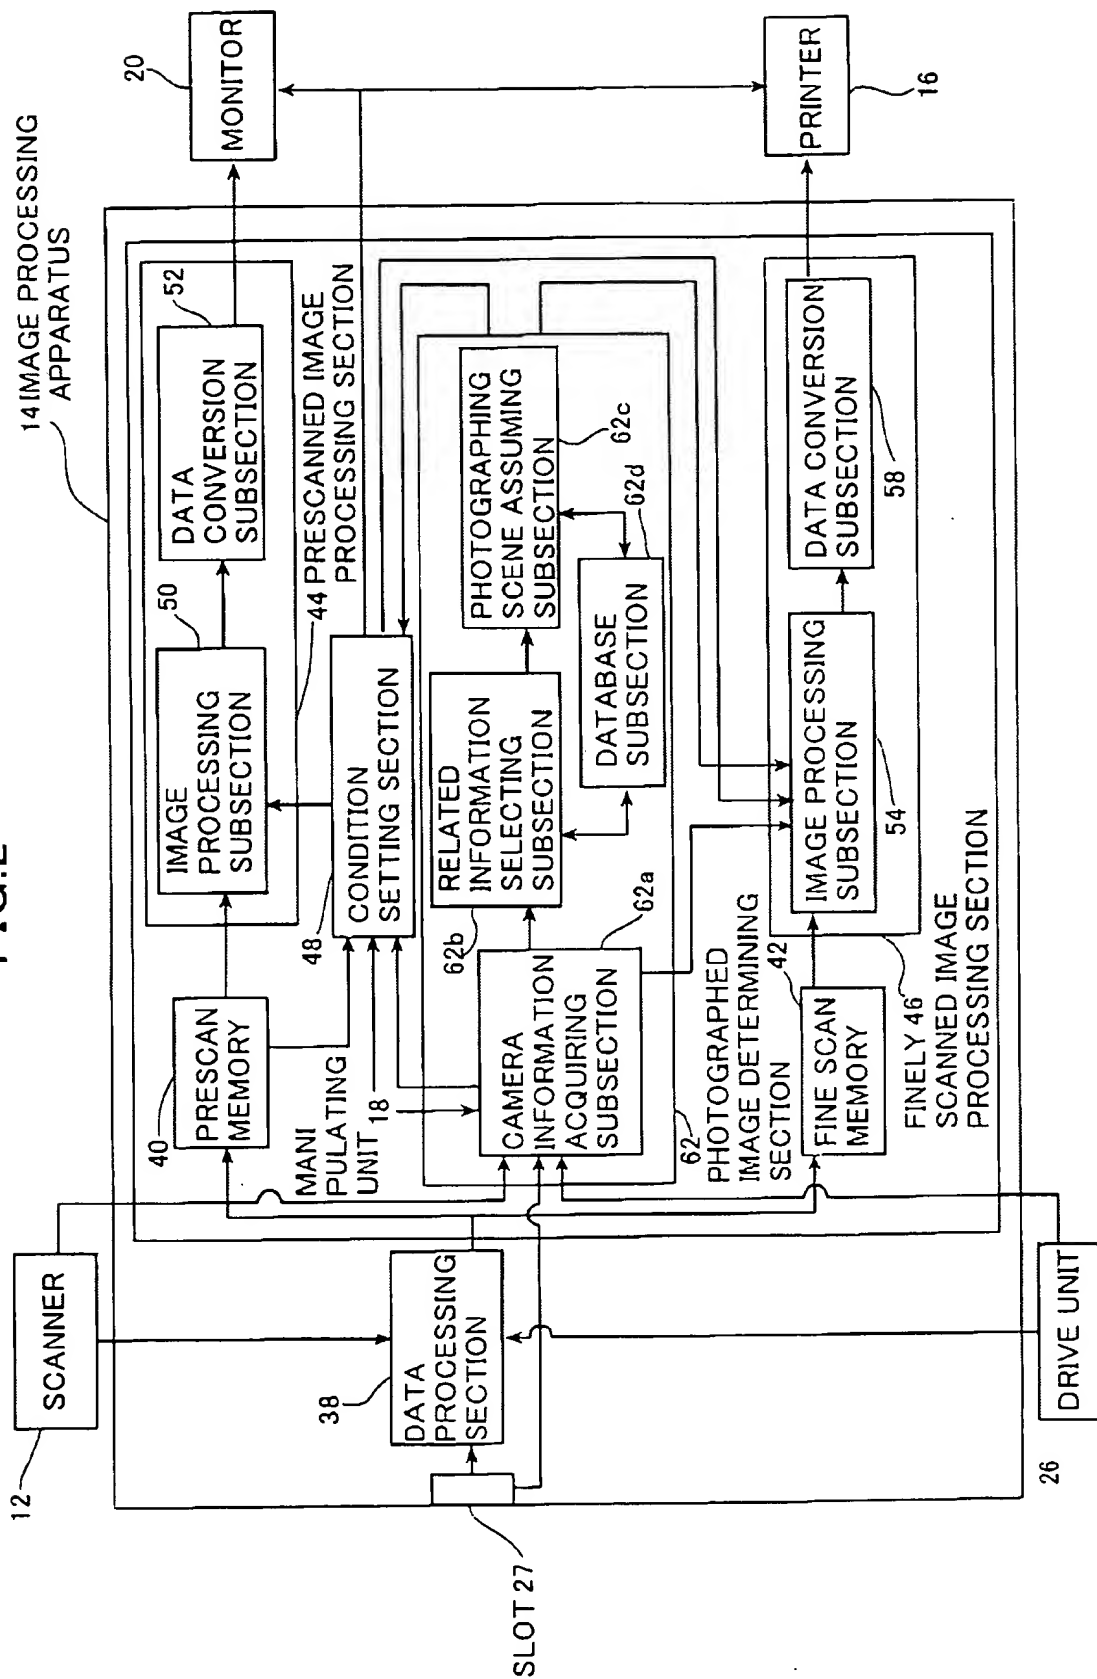 FIG.2
14 IMAGE PROCESSING
APPARATUS
20
MONITOR
16
PRINTER
12
SCANNER
SLOT 27
38
DATA
PROCESSING
SECTION
26
DRIVE UNIT
40
PRESCAN
MEMORY
50
IMAGE
PROCESSING
SUBSECTION
52
DATA
CONVERSION
SUBSECTION
44 PRESCANNED IMAGE
PROCESSING SECTION
MANI
PULATING
UNIT
18
48
CONDITION
SETTING SECTION
62b
RELATED
INFORMATION
SELECTING
SUBSECTION
PHOTOGRAPHING
SCENE ASSUMING
SUBSECTION
62c
62d
DATABASE
SUBSECTION
CAMERA
INFORMATION
ACQUIRING
SUBSECTION
62a
62
PHOTOGRAPHED
IMAGE DETERMINING
SECTION
42
FINE SCAN
MEMORY
IMAGE PROCESSING
SUBSECTION
54
DATA CONVERSION
SUBSECTION
58
FINELY 46
SCANNED IMAGE
PROCESSING SECTION